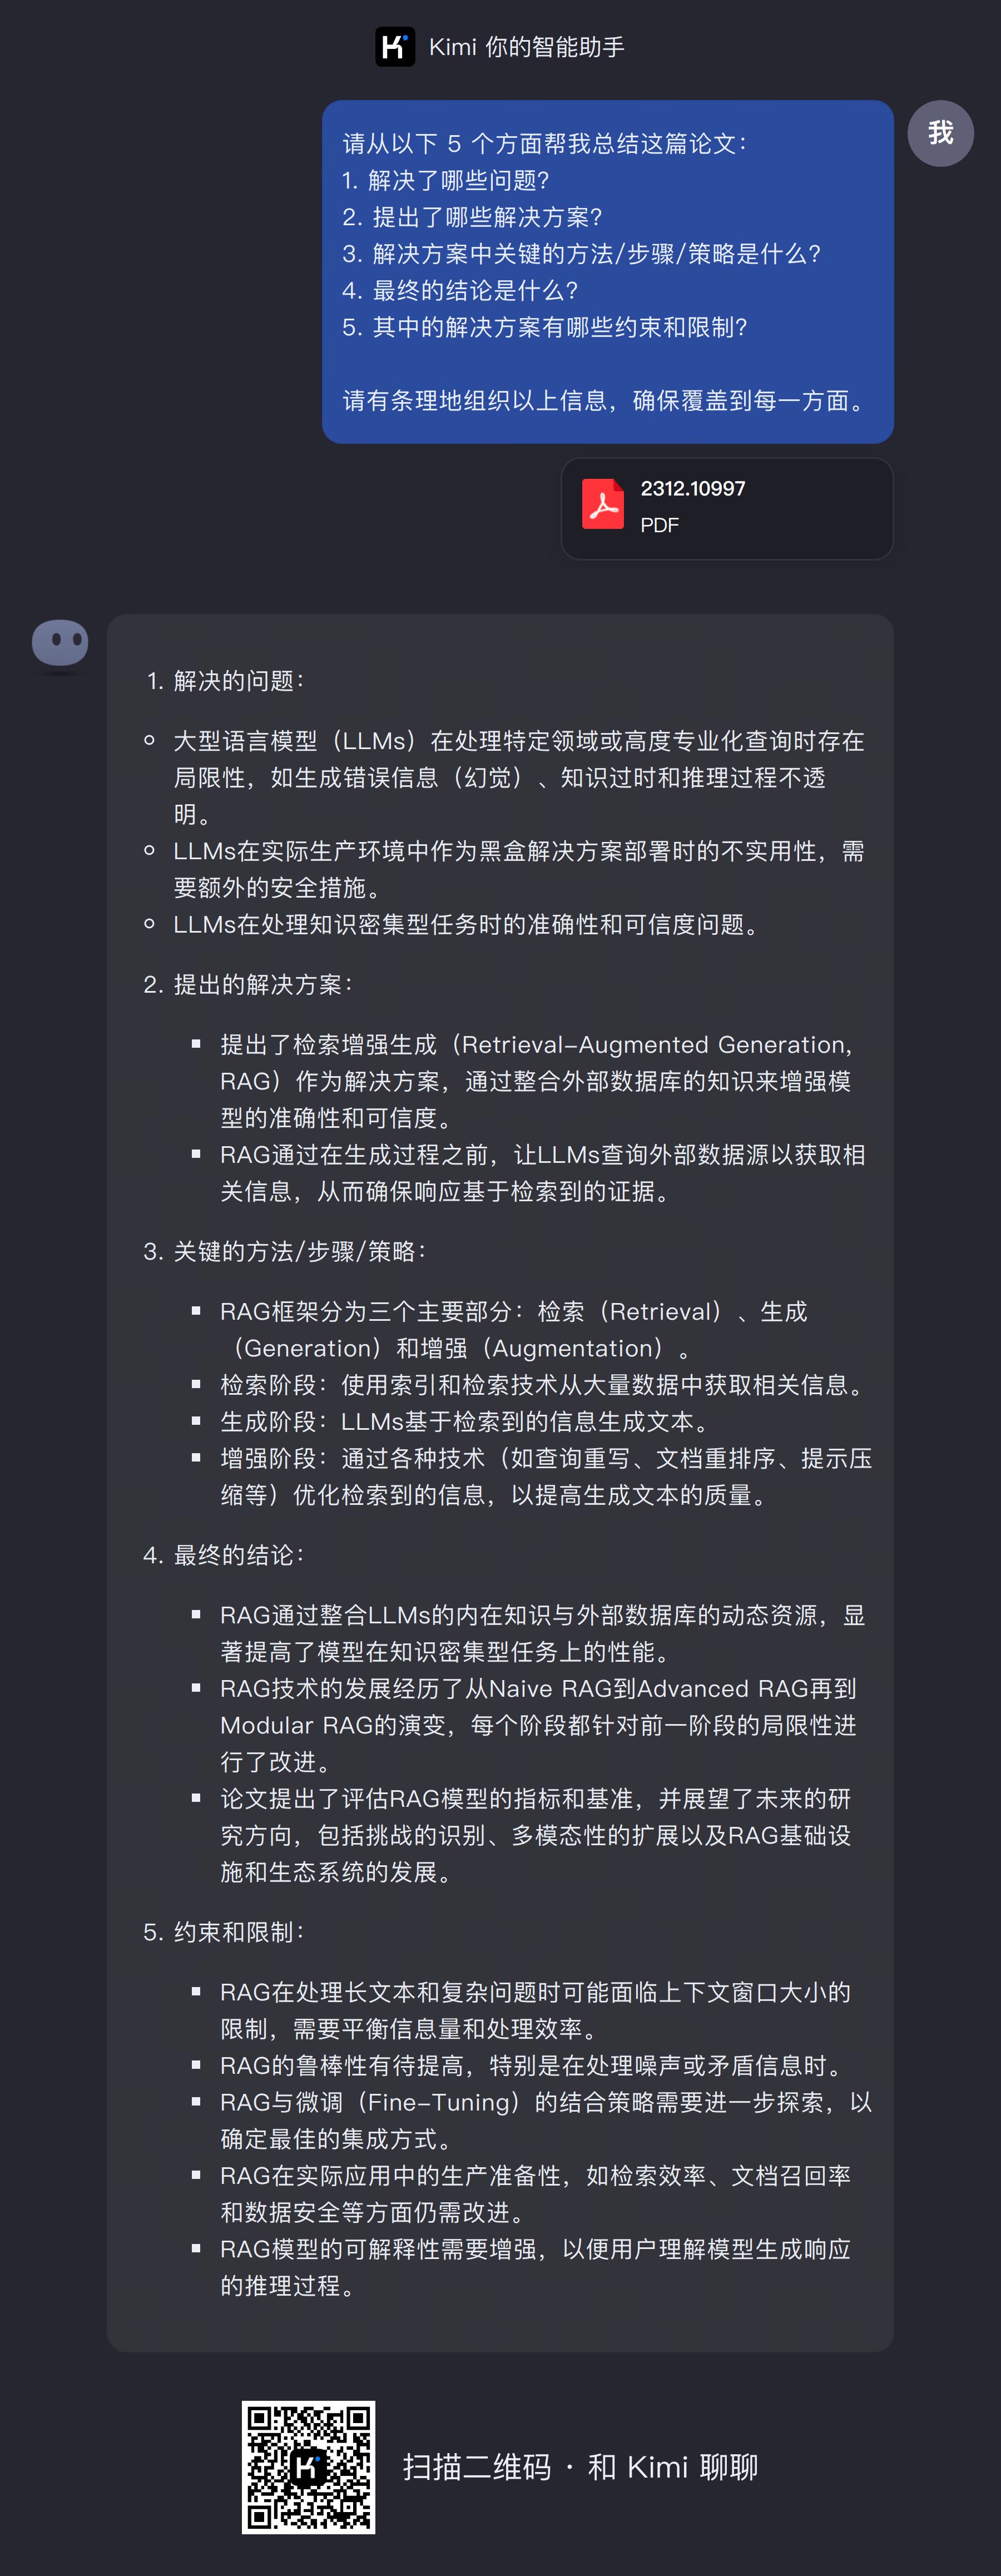 Kimi 你的智能助手
我
请从以下 5 个方面帮我总结这篇论文：
1. 解决了哪些问题？
2. 提出了哪些解决方案？
3. 解决方案中关键的方法/步骤/策略是什么？
4. 最终的结论是什么？
5. 其中的解决方案有哪些约束和限制？
请有条理地组织以上信息，确保覆盖到每一方面。
2312.10997
PDF
1. 解决的问题：
大型语言模型（LLMs）在处理特定领域或高度专业化查询时存在
局限性，如生成错误信息（幻觉）、知识过时和推理过程不透
明。
LLMs在实际生产环境中作为黑盒解决方案部署时的不实用性，需
要额外的安全措施。
LLMs在处理知识密集型任务时的准确性和可信度问题。
2. 提出的解决方案：
提出了检索增强生成（Retrieval-Augmented Generation,
RAG）作为解决方案，通过整合外部数据库的知识来增强模
型的准确性和可信度。
RAG通过在生成过程之前，让LLMs查询外部数据源以获取相
关信息，从而确保响应基于检索到的证据。
3. 关键的方法/步骤/策略：
RAG框架分为三个主要部分：检索（Retrieval）、生成
（Generation）和增强（Augmentation）。
检索阶段：使用索引和检索技术从大量数据中获取相关信息。
生成阶段：LLMs基于检索到的信息生成文本。
增强阶段：通过各种技术（如查询重写、文档重排序、提示压
缩等）优化检索到的信息，以提高生成文本的质量。
4. 最终的结论：
RAG通过整合LLMs的内在知识与外部数据库的动态资源，显
著提高了模型在知识密集型任务上的性能。
RAG技术的发展经历了从Naive RAG到Advanced RAG再到
Modular RAG的演变，每个阶段都针对前一阶段的局限性进
行了改进。
论文提出了评估RAG模型的指标和基准，并展望了未来的研
究方向，包括挑战的识别、多模态性的扩展以及RAG基础设
施和生态系统的发展。
5. 约束和限制：
RAG在处理长文本和复杂问题时可能面临上下文窗口大小的
限制，需要平衡信息量和处理效率。
RAG的鲁棒性有待提高，特别是在处理噪声或矛盾信息时。
RAG与微调（Fine-Tuning）的结合策略需要进一步探索，以
确定最佳的集成方式。
RAG在实际应用中的生产准备性，如检索效率、文档召回率
和数据安全等方面仍需改进。
RAG模型的可解释性需要增强，以便用户理解模型生成响应
的推理过程。
扫描二维码 · 和 Kimi 聊聊